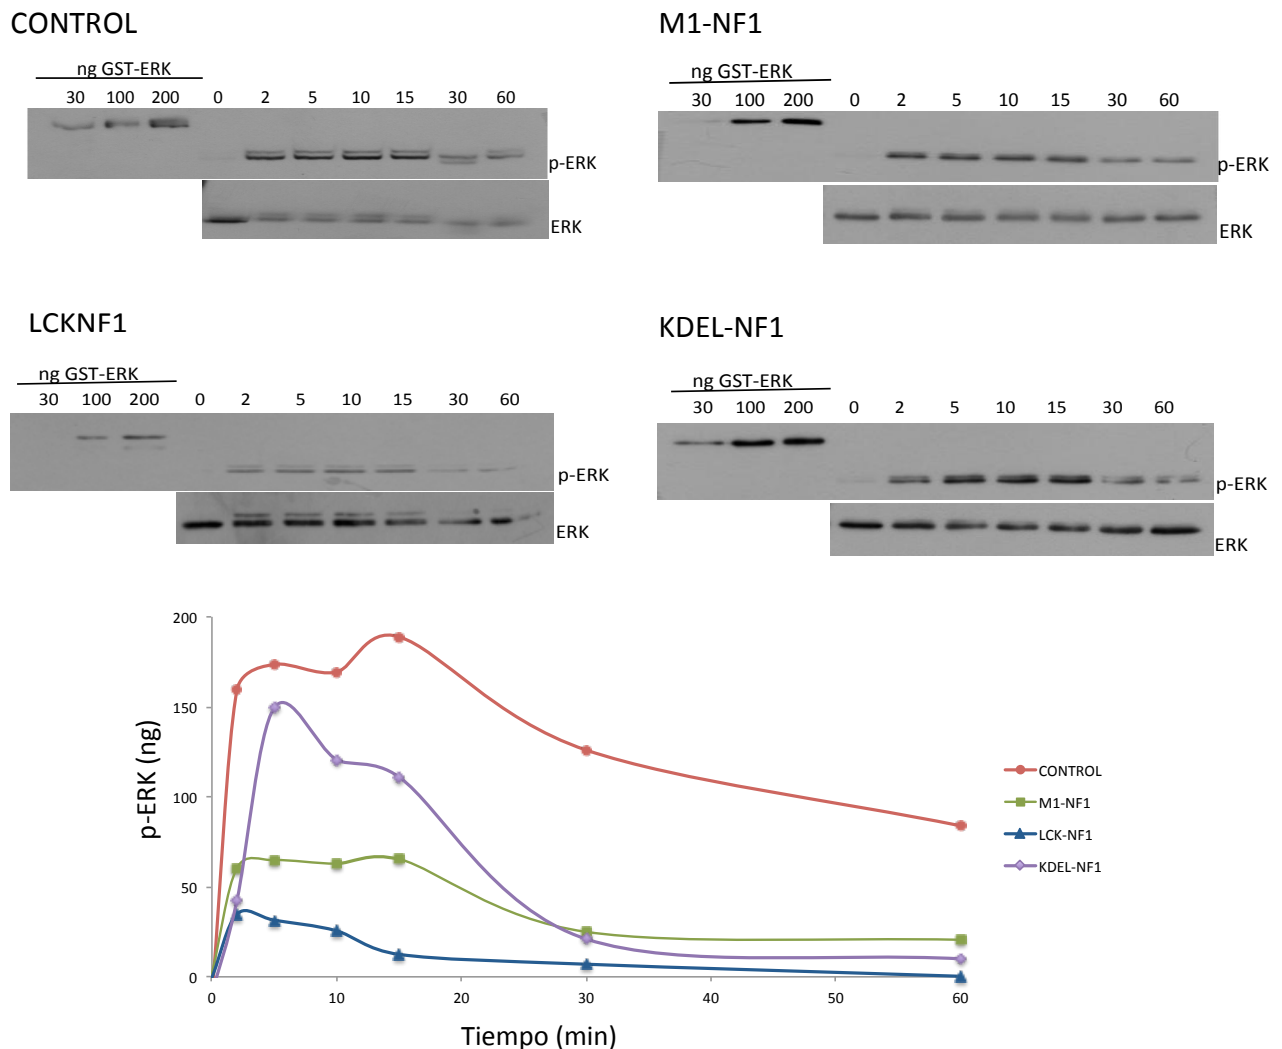 CONTROL
ng GST-ERK
30 100 200 0 2 5 10 15 30 60
p-ERK
ERK
M1-NF1
ng GST-ERK
30 100 200 0 2 5 10 15 30 60
p-ERK
ERK
LCKNF1
ng GST-ERK
30 100 200 0 2 5 10 15 30 60
p-ERK
ERK
KDEL-NF1
ng GST-ERK
30 100 200 0 2 5 10 15 30 60
p-ERK
ERK
p-ERK (ng)
200
150
100
50
0
0 10 20 30 40 50 60
Tiempo (min)
CONTROL
M1-NF1
LCK-NF1
KDEL-NF1